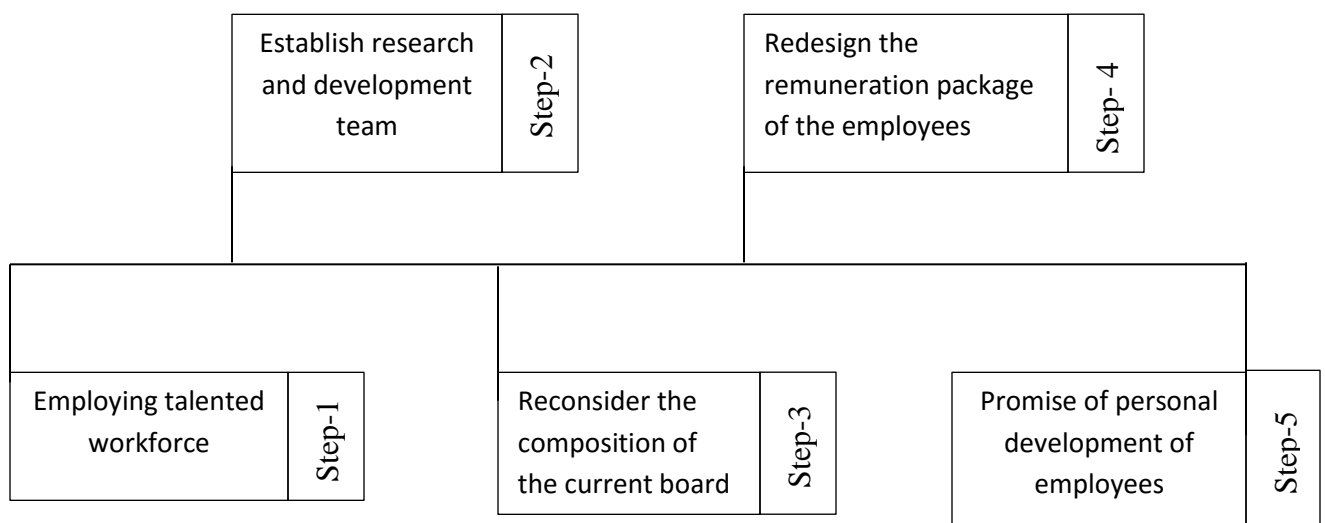 Establish research
and development
team
Step-2
Redesign the
remuneration package
of the employees
Step- 4
Employing talented
workforce
Step-1
Reconsider the
composition of
the current board
Step-3
Promise of personal
development of
employees
Step-5